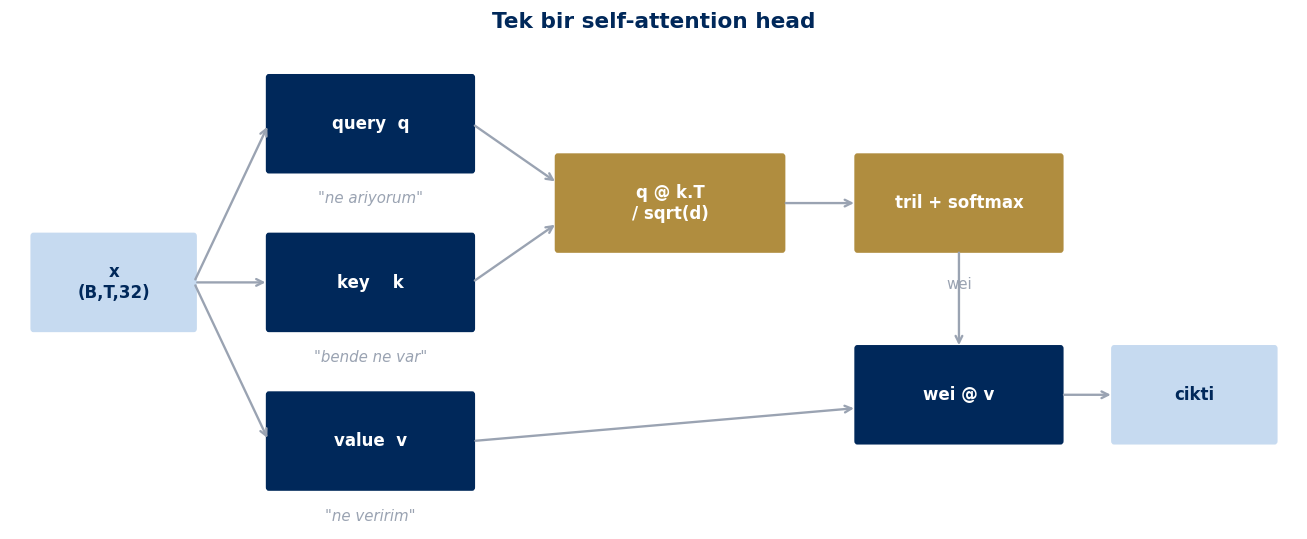 Tek bir self-attention head
query  q
"ne ariyorum"
x
(B,T,32)
key    k
"bende ne var"
value  v
"ne veririm"
q @ k.T
/ sqrt(d)
tril + softmax
wei
wei @ v
cikti